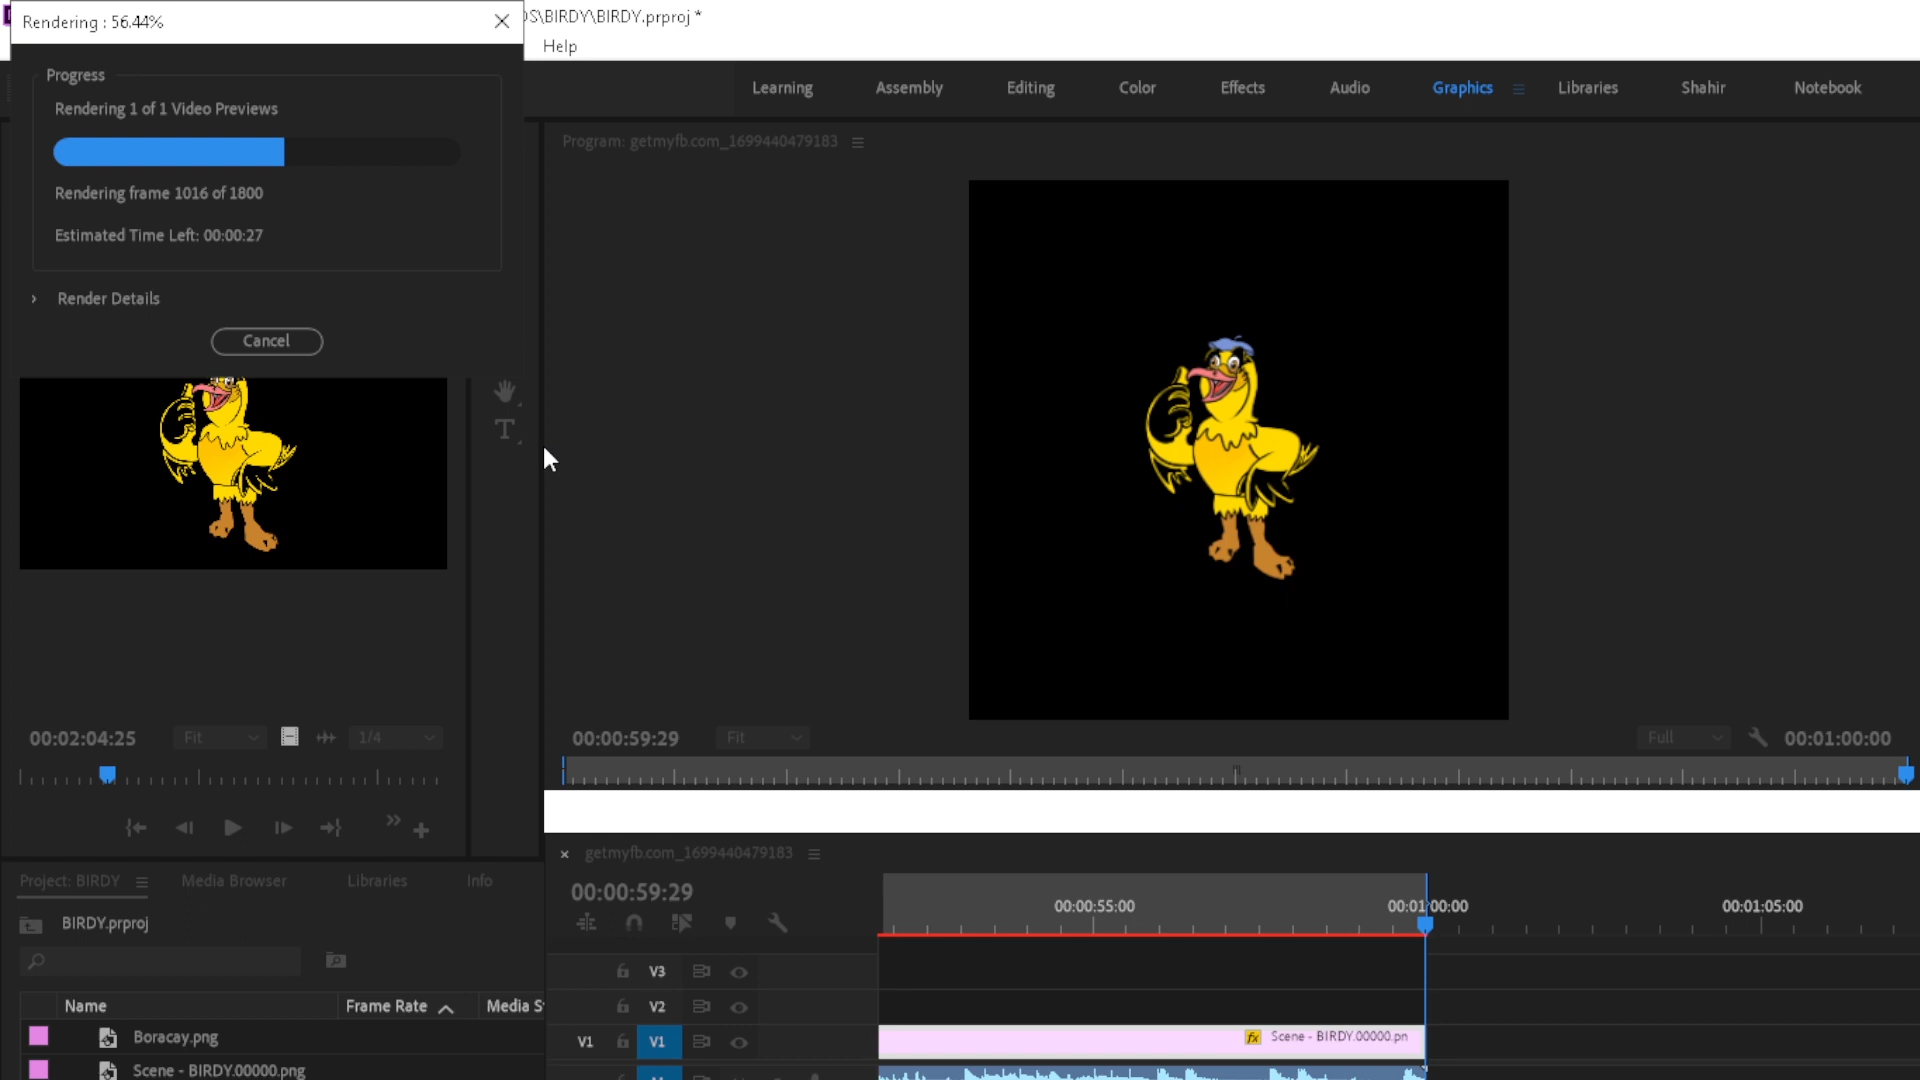 Rendering : 56.44%
DS\BIRDY\BIRDY.prproj *
Help
Progress
Rendering 1 of 1 Video Previews
Rendering frame 1016 of 1800
Estimated Time Left: 00:00:27
Render Details
Cancel
Learning Assembly Editing Color Effects Audio Graphics Libraries Shahir Notebook
Program: getmyfb.com_1699440479183
T
00:02:04:25 Fit 1/4
00:00:59:29 Fit Full 00:01:00:00
Project: BIRDY Media Browser Libraries Info
BIRDY.prproj
Name Frame Rate Media S
Boracay.png
Scene - BIRDY.00000.png
getmyfb.com_1699440479183
00:00:59:29
00:00:55:00 00:01:00:00 00:01:05:00
V3
V2
V1 V1 fx Scene - BIRDY.00000.pn